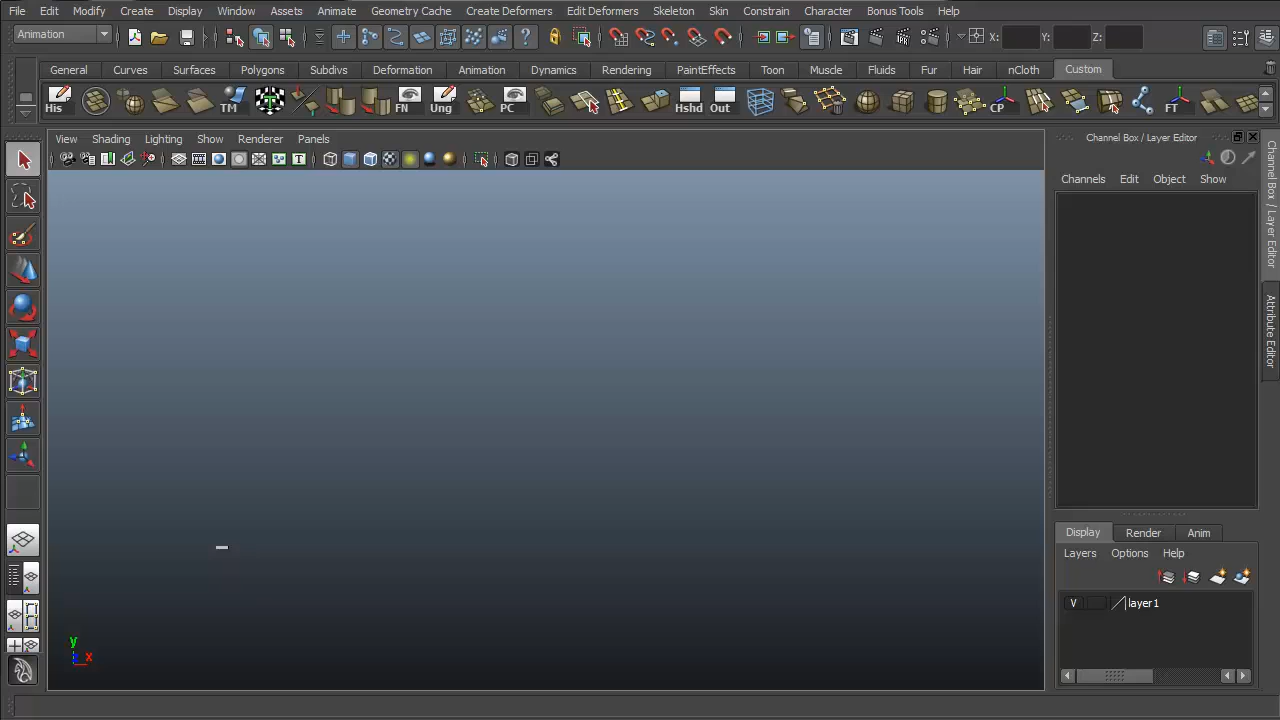 File Edit Modify Create Display Window Assets Animate Geometry Cache Create Deformers Edit Deformers Skeleton Skin Constrain Character Bonus Tools Help
Animation X: Y: Z:
General Curves Surfaces Polygons Subdivs Deformation Animation Dynamics Rendering PaintEffects Toon Muscle Fluids Fur Hair nCloth Custom
His TM FN Ung PC Hshd Out CP FT
View Shading Lighting Show Renderer Panels
T
Channel Box / Layer Editor
Channels Edit Object Show
Channel Box / Layer Editor
Attribute Editor
Display Render Anim
Layers Options Help
V layer1
y
x